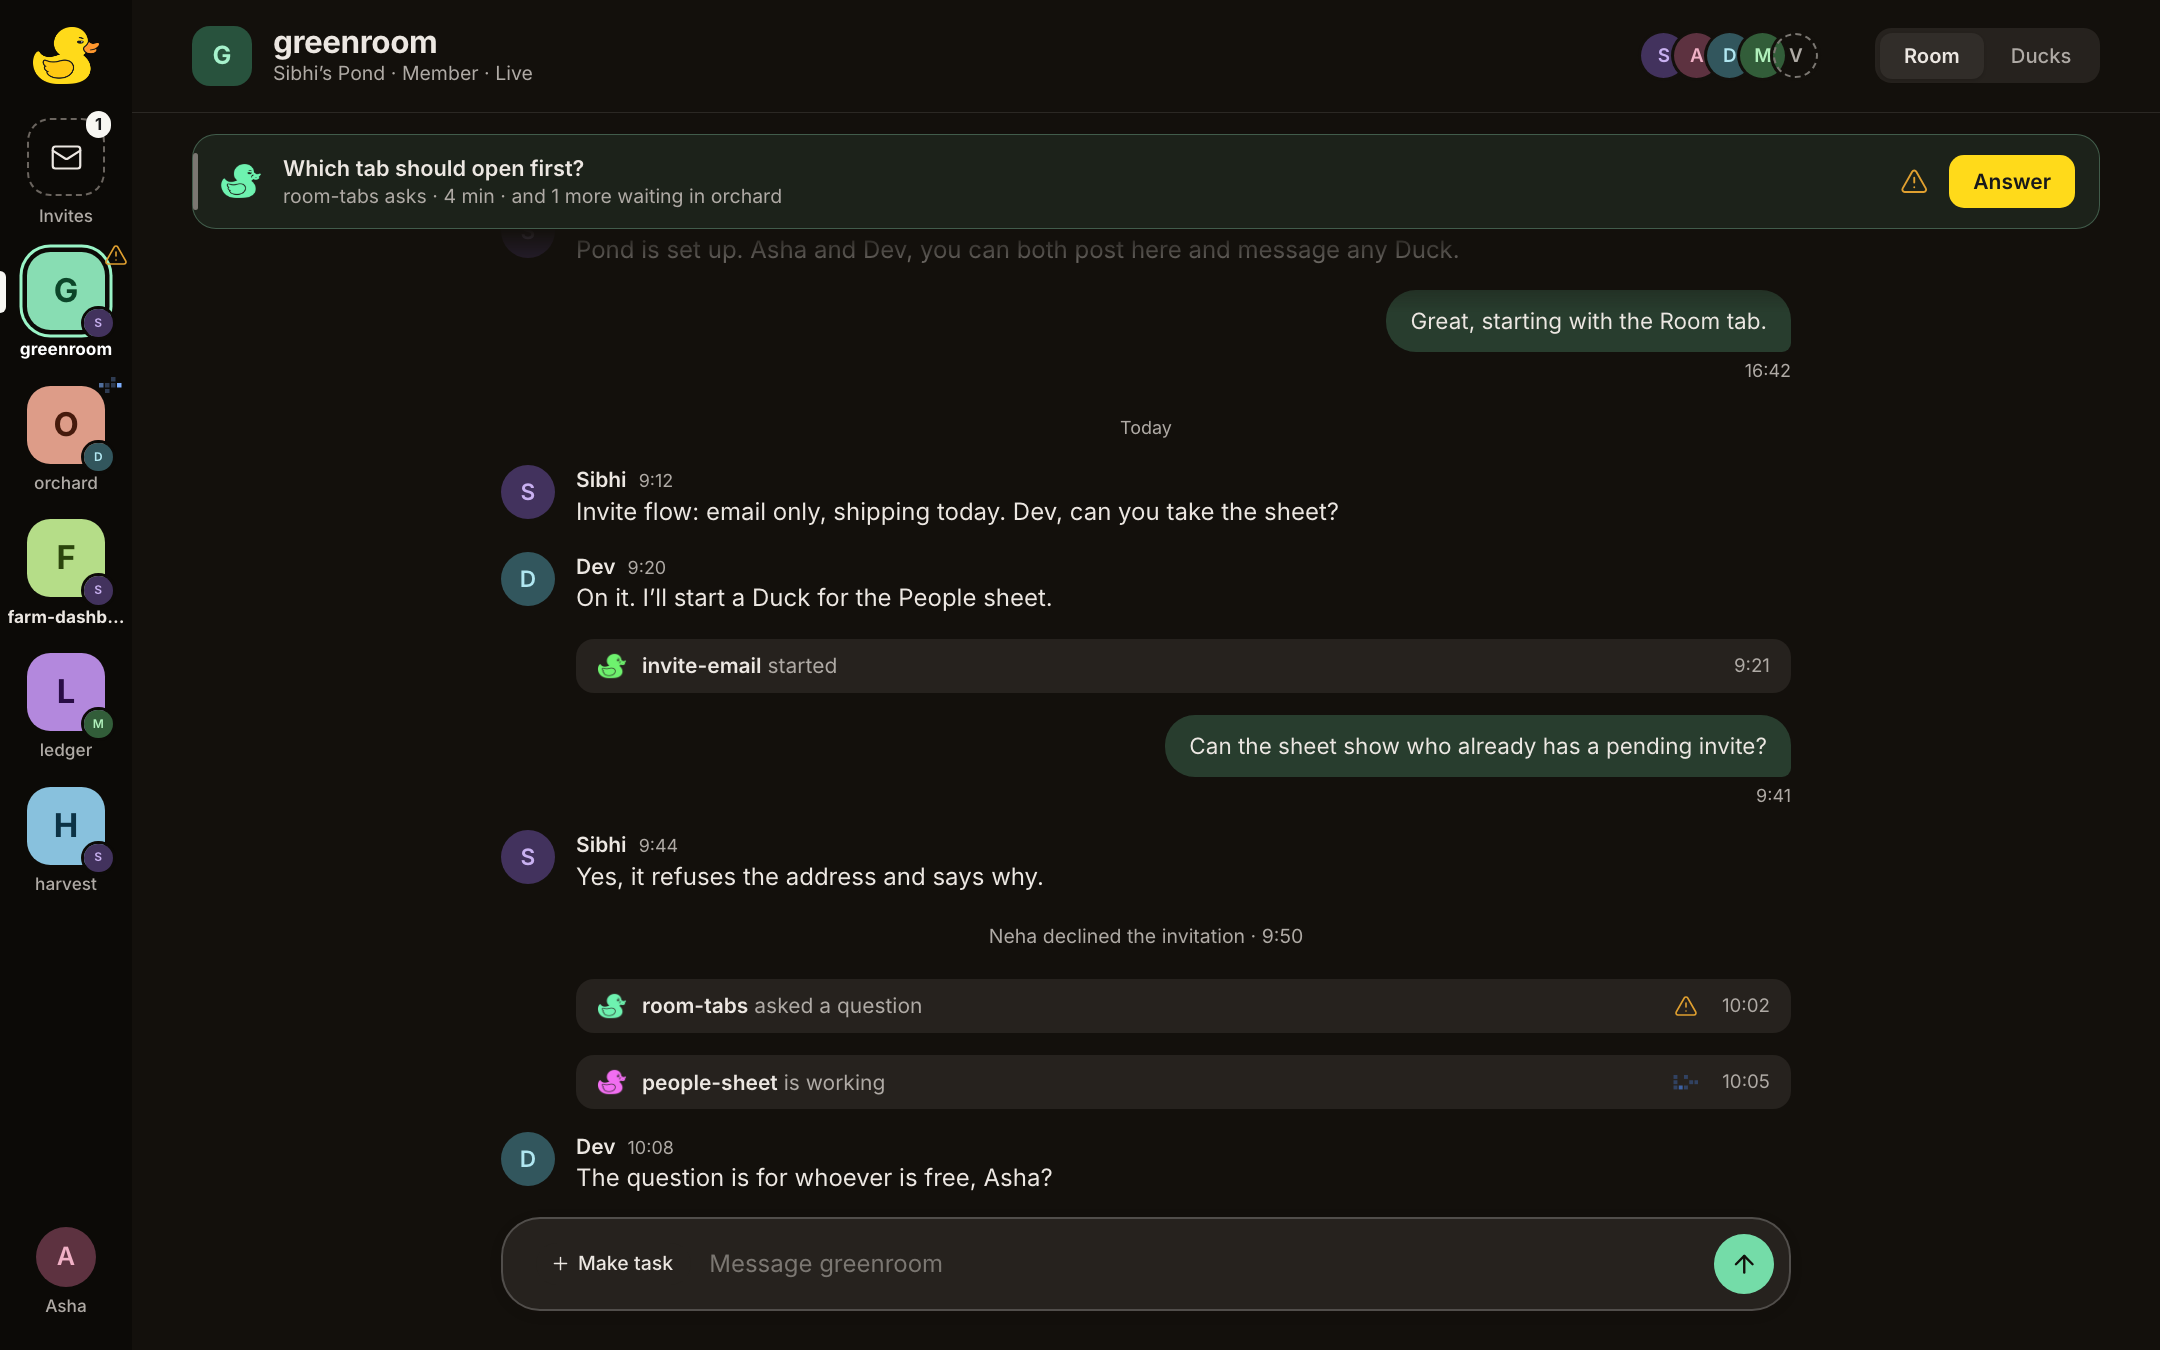 1
Invites
G
S
greenroom
O
D
orchard
F
S
farm-dashb...
L
M
ledger
H
S
harvest
A
Asha
G
greenroom
Sibhi’s Pond · Member · Live
S A D M V
Room
Ducks
Which tab should open first?
room-tabs asks · 4 min · and 1 more waiting in orchard
Answer
S
Pond is set up. Asha and Dev, you can both post here and message any Duck.
Great, starting with the Room tab.
16:42
Today
S
Sibhi 9:12
Invite flow: email only, shipping today. Dev, can you take the sheet?
D
Dev 9:20
On it. I’ll start a Duck for the People sheet.
invite-email started 9:21
Can the sheet show who already has a pending invite?
9:41
S
Sibhi 9:44
Yes, it refuses the address and says why.
Neha declined the invitation · 9:50
room-tabs asked a question 10:02
people-sheet is working 10:05
D
Dev 10:08
The question is for whoever is free, Asha?
+ Make task
Message greenroom